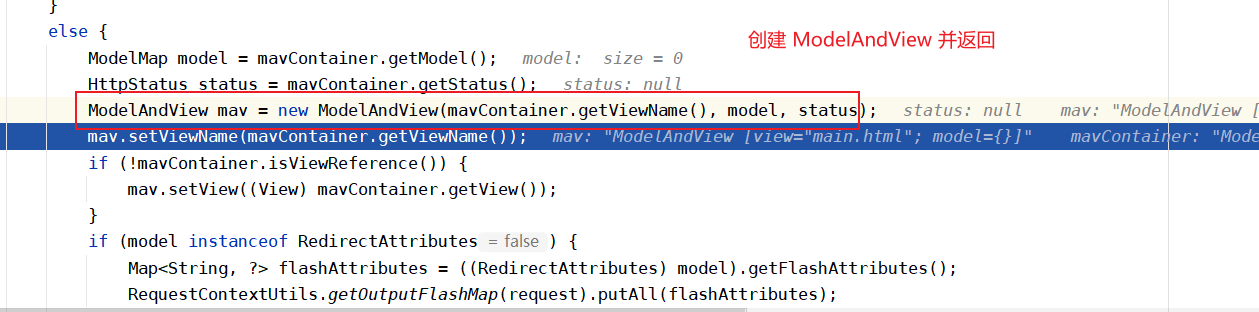 }
else {
创建 ModelAndView 并返回
ModelMap model = mavContainer.getModel(); model: size = 0
HttpStatus status = mavContainer.getStatus(); status: null
ModelAndView mav = new ModelAndView(mavContainer.getViewName(), model, status); status: null mav: "ModelAndView [
mav.setViewName(mavContainer.getViewName()); mav: "ModelAndView [view="main.html"; model={}]" mavContainer: "Mode
if (!mavContainer.isViewReference()) {
mav.setView((View) mavContainer.getView());
}
if (model instanceof RedirectAttributes = false ) {
Map<String, ?> flashAttributes = ((RedirectAttributes) model).getFlashAttributes();
RequestContextUtils.getOutputFlashMap(request).putAll(flashAttributes);